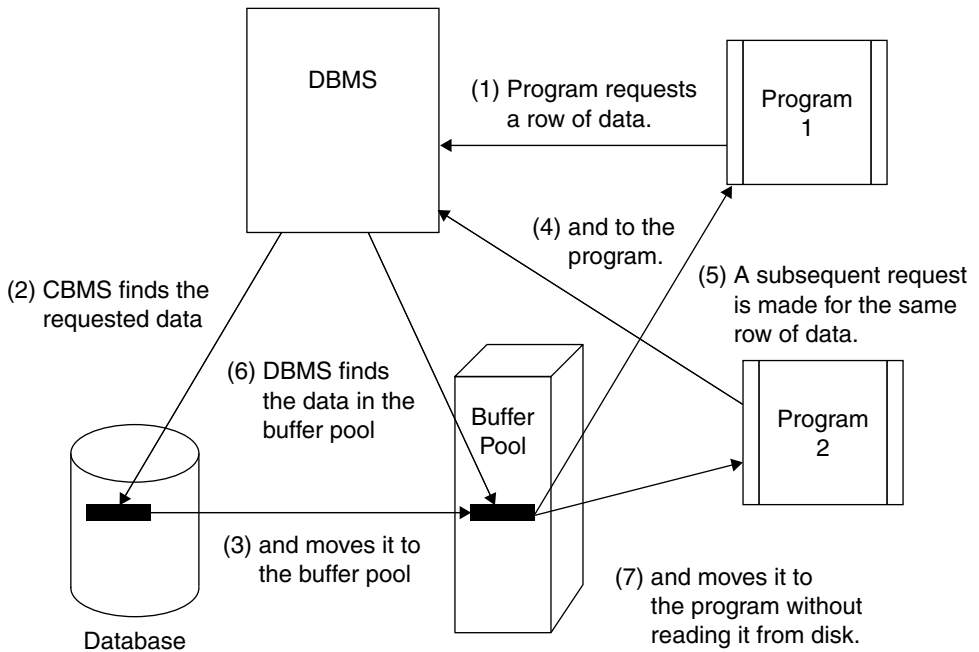 DBMS
(1) Program requests
a row of data.
Program
1
(4) and to the
program.
(2) CBMS finds the
requested data
(5) A subsequent request
is made for the same
row of data.
(6) DBMS finds
the data in the
buffer pool
Buffer
Pool
Program
2
(3) and moves it to
the buffer pool
(7) and moves it to
the program without
reading it from disk.
Database